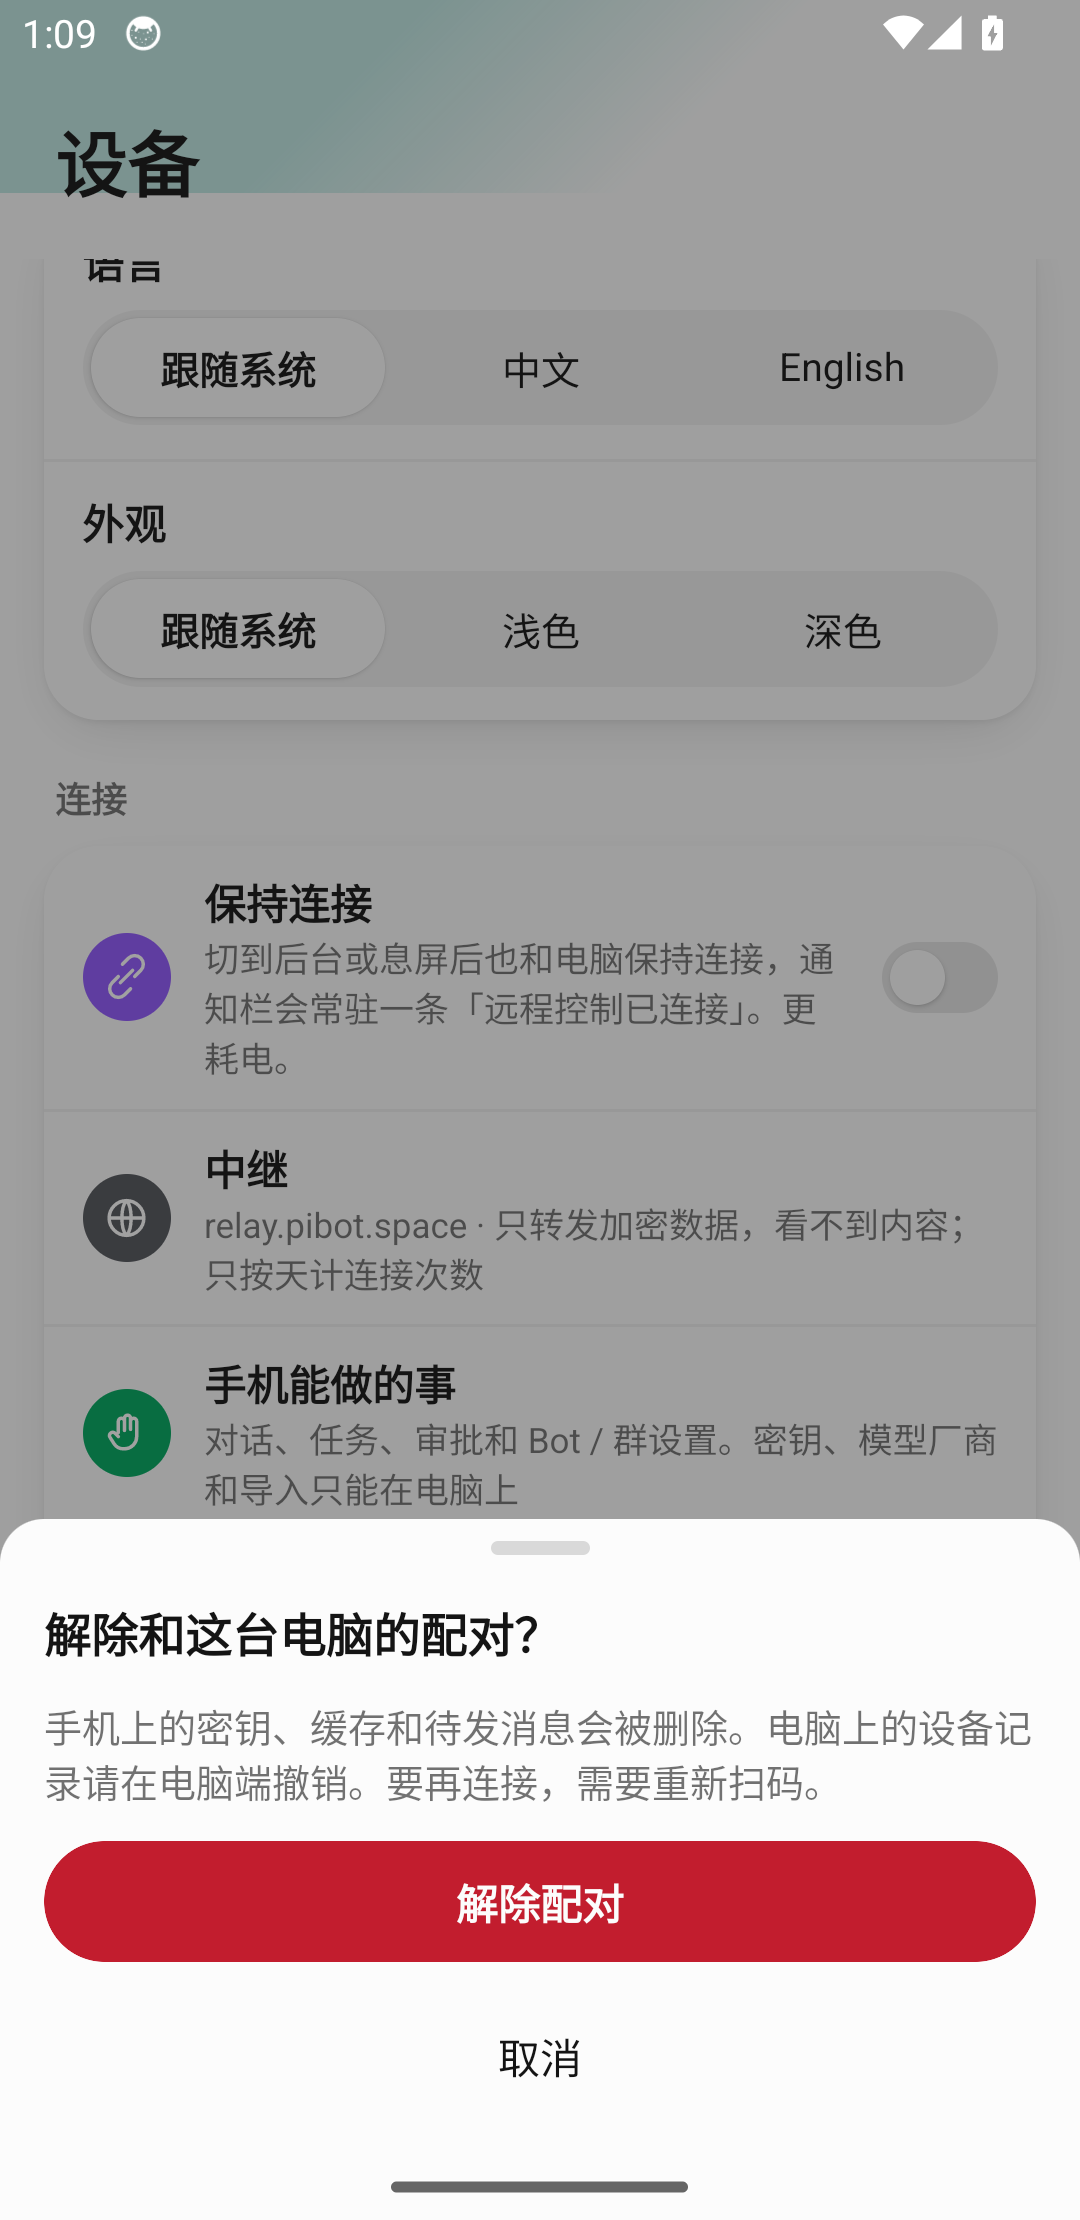 1:09
设备
语言
跟随系统
中文
English
外观
跟随系统
浅色
深色
连接
保持连接
切到后台或息屏后也和电脑保持连接，通
知栏会常驻一条「远程控制已连接」。更
耗电。
中继
relay.pibot.space · 只转发加密数据，看不到内容；
只按天计连接次数
手机能做的事
对话、任务、审批和 Bot / 群设置。密钥、模型厂商
和导入只能在电脑上
解除和这台电脑的配对？
手机上的密钥、缓存和待发消息会被删除。电脑上的设备记
录请在电脑端撤销。要再连接，需要重新扫码。
解除配对
取消